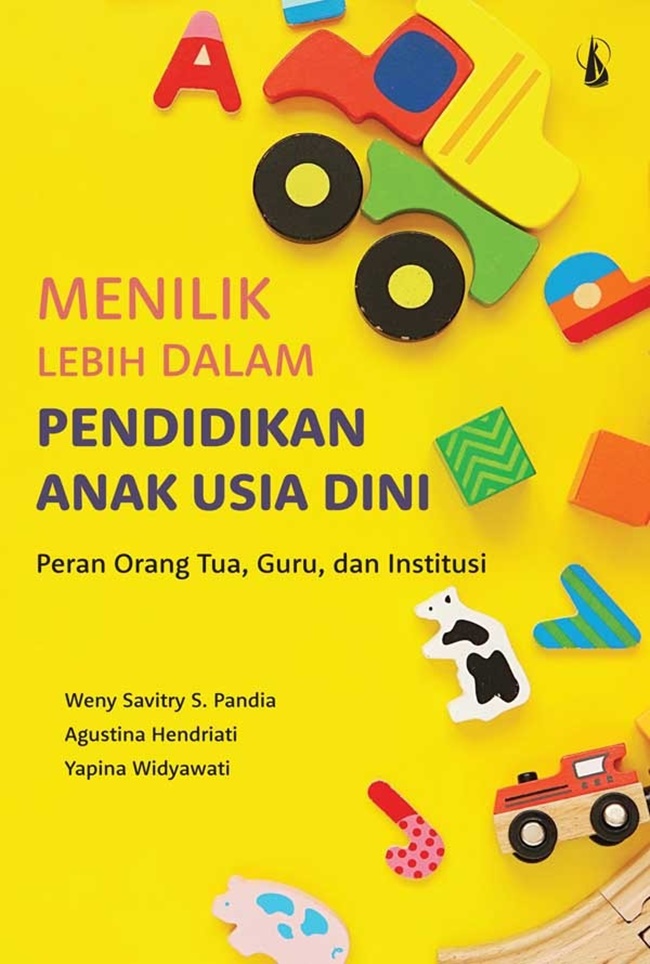 MENILIK
LEBIH DALAM
PENDIDIKAN
ANAK USIA DINI
Peran Orang Tua, Guru, dan Institusi
Weny Savitry S. Pandia
Agustina Hendriati
Yapina Widyawati